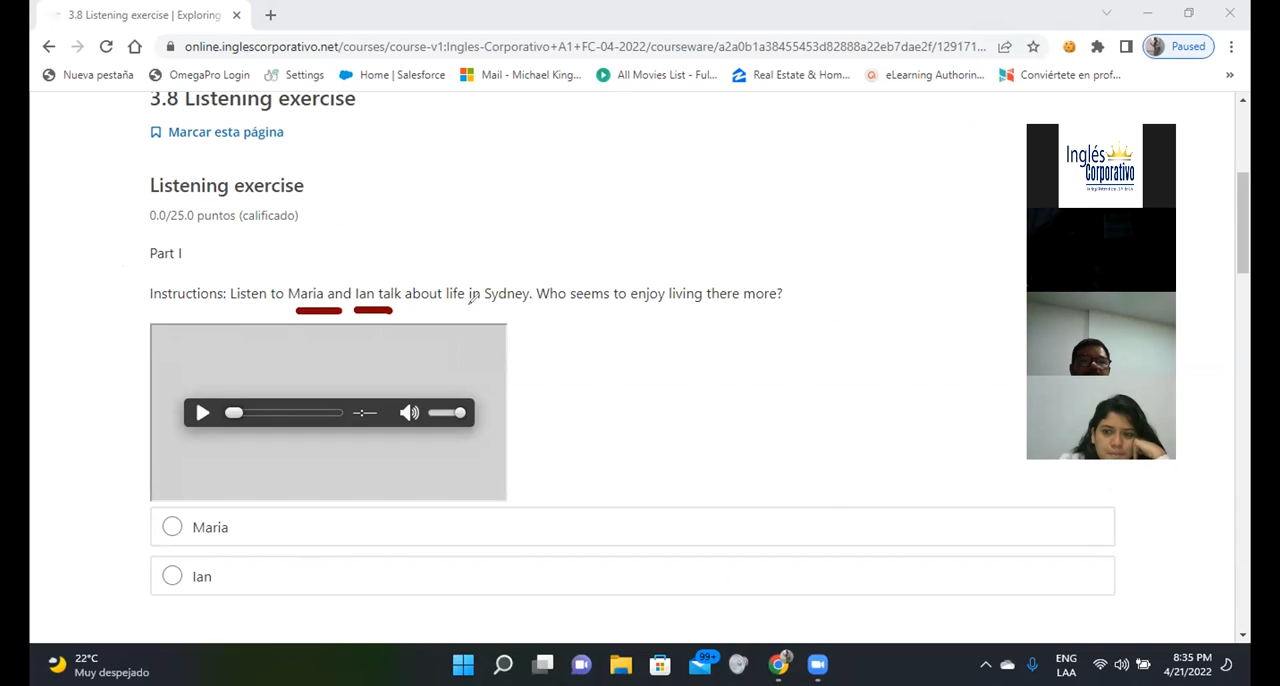 3.8 Listening exercise | Exploring
online.inglescorporativo.net/courses/course-v1:Ingles-Corporativo+A1+FC-04-2022/courseware/a2a0b1a38455453d82888a22eb7dae2f/129171...
Paused
Nueva pestaña
OmegaPro Login
Settings
Home | Salesforce
Mail - Michael King...
All Movies List - Ful...
Real Estate & Hom...
eLearning Authorin...
Conviértete en prof...
»
3.8 Listening exercise
Marcar esta página
Listening exercise
0.0/25.0 puntos (calificado)
Part I
Instructions: Listen to Maria and Ian talk about life in Sydney. Who seems to enjoy living there more?
Inglés
Corporativo
-:--
Maria
Ian
22°C
Muy despejado
99+
ENG
LAA
8:35 PM
4/21/2022